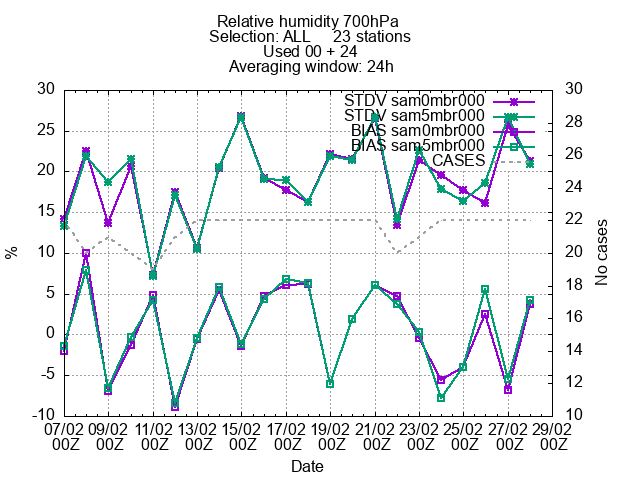 Relative humidity 700hPa
Selection: ALL 23 stations
Used 00 + 24
Averaging window: 24h
30 30
STDV sam0mbr000
STDV sam5mbr000
BIAS sam0mbr000
BIAS sam5mbr000
CASES
25 28
20 26
15 24
10 22
5 20
0 18
-5 16
-10 14
12
10
%
No cases
07/02 09/02 11/02 13/02 15/02 17/02 19/02 21/02 23/02 25/02 27/02 29/02
00Z 00Z 00Z 00Z 00Z 00Z 00Z 00Z 00Z 00Z 00Z 00Z
Date